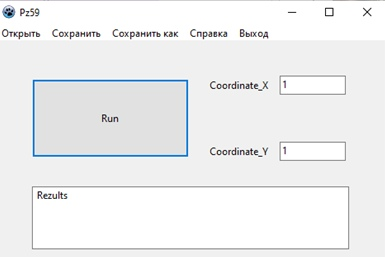 Pz59
Открыть Сохранить Сохранить как Справка Выход
Coordinate_X 1
Run
Coordinate_Y 1
Rezults